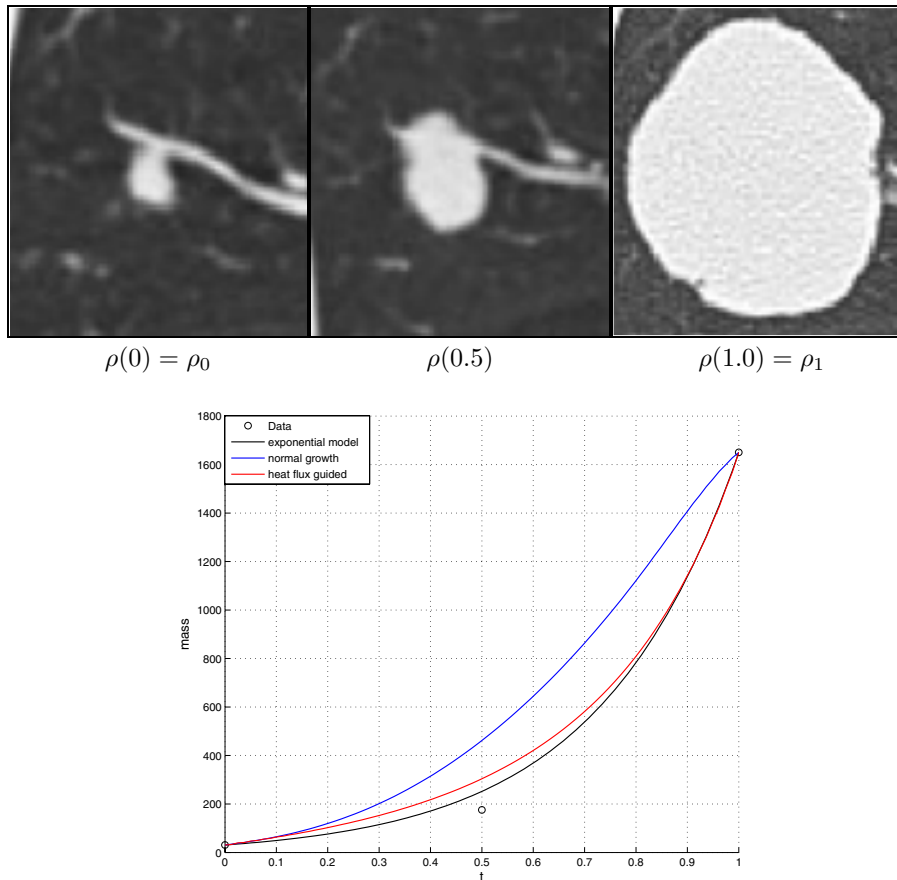 ρ(0) = ρ₀ ρ(0.5) ρ(1.0) = ρ₁
1800
1600
1400
1200
1000
800
600
400
200
0
mass
Data
exponential model
normal growth
heat flux guided
0 0.1 0.2 0.3 0.4 0.5 0.6 0.7 0.8 0.9 1
t